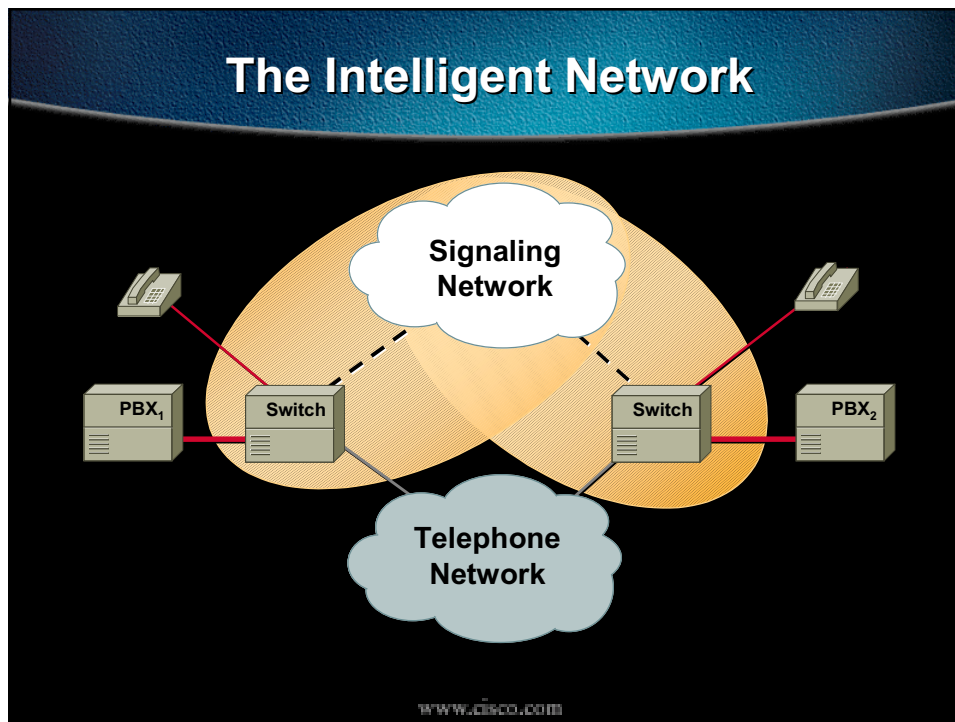 The Intelligent Network
Signaling
Network
PBX1
Switch
Switch
PBX2
Telephone
Network
www.cisco.com